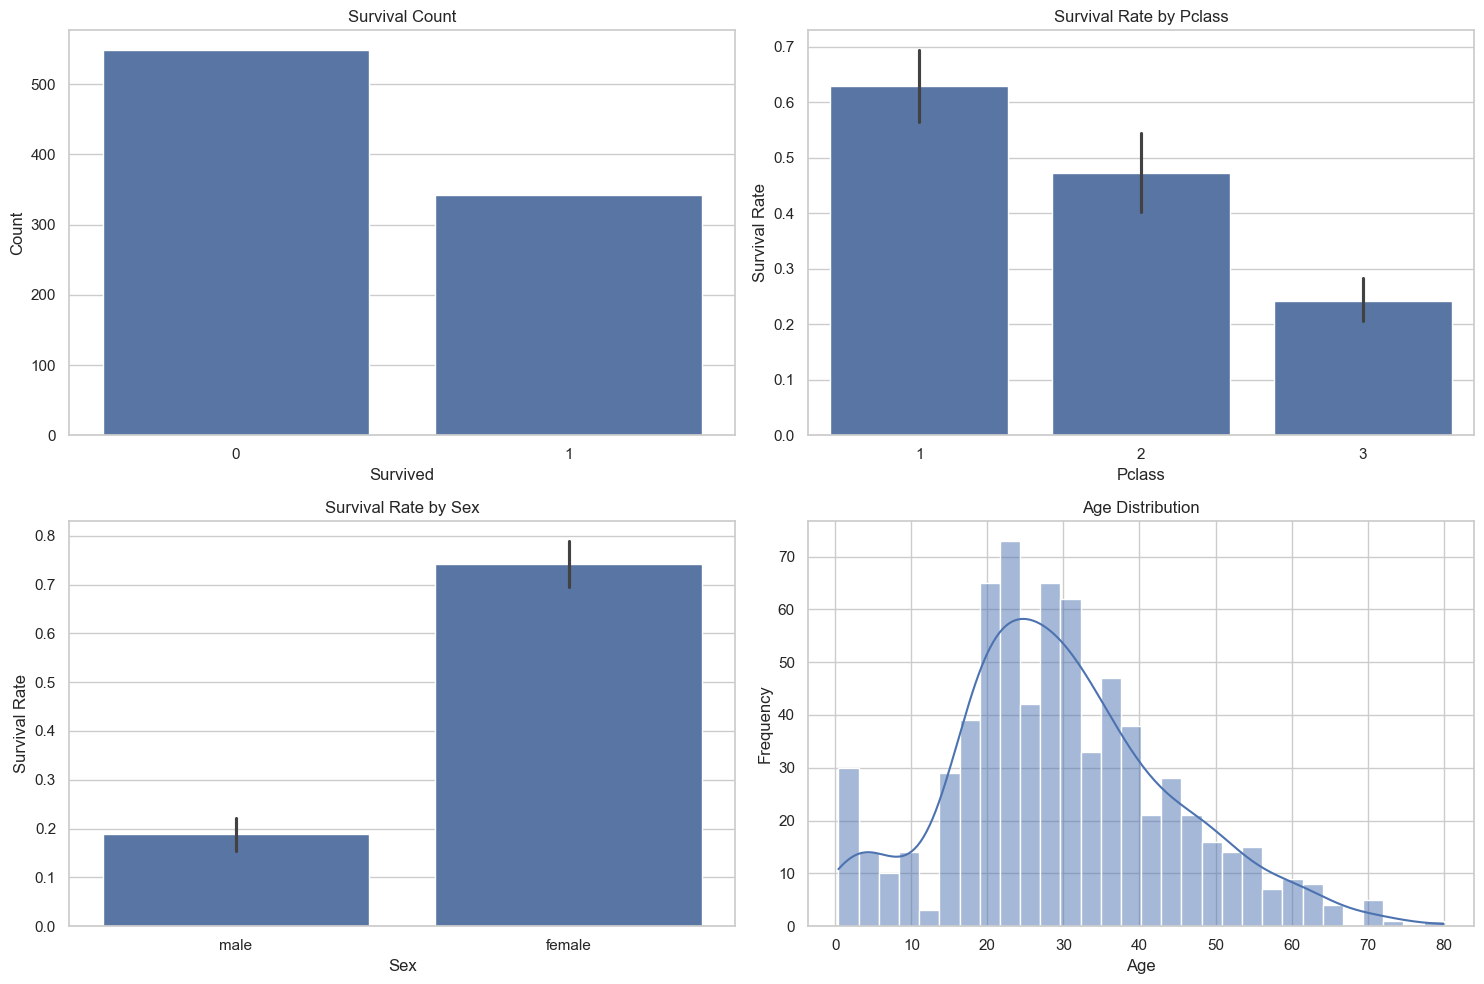 Survival Count
Count
500
400
300
200
100
0
0 1
Survived
Survival Rate by Pclass
Survival Rate
0.7
0.6
0.5
0.4
0.3
0.2
0.1
0.0
1 2 3
Pclass
Survival Rate by Sex
Survival Rate
0.8
0.7
0.6
0.5
0.4
0.3
0.2
0.1
0.0
male female
Sex
Age Distribution
Frequency
70
60
50
40
30
20
10
0
0 10 20 30 40 50 60 70 80
Age